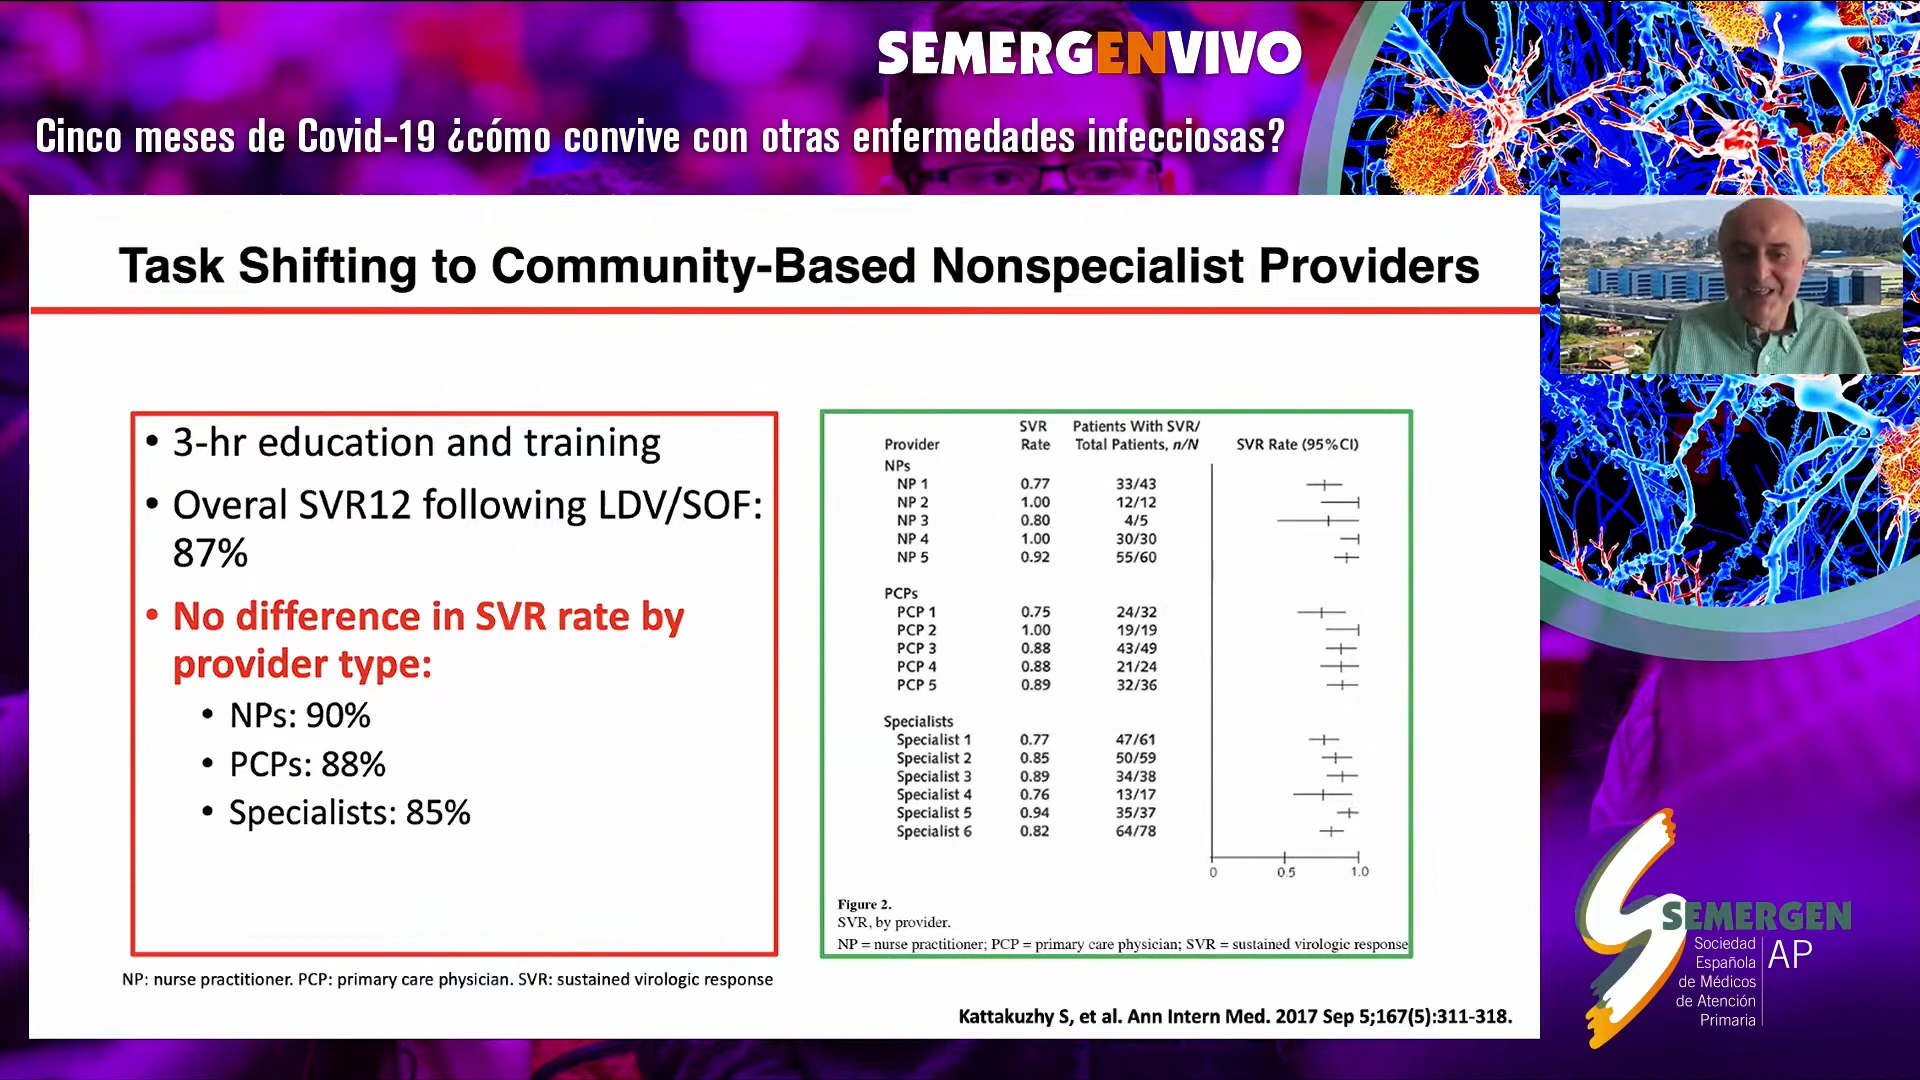 SEMERGENVIVO
Cinco meses de Covid-19 ¿cómo convive con otras enfermedades infecciosas?
Task Shifting to Community-Based Nonspecialist Providers
• 3-hr education and training
• Overal SVR12 following LDV/SOF:
87%
• No difference in SVR rate by
provider type:
• NPs: 90%
• PCPs: 88%
• Specialists: 85%
NP: nurse practitioner. PCP: primary care physician. SVR: sustained virologic response
SVR Patients With SVR/
Provider Rate Total Patients, n/N SVR Rate (95%CI)
NPs
NP 1 0.77 33/43
NP 2 1.00 12/12
NP 3 0.80 4/5
NP 4 1.00 30/30
NP 5 0.92 55/60
PCPs
PCP 1 0.75 24/32
PCP 2 1.00 19/19
PCP 3 0.88 43/49
PCP 4 0.88 21/24
PCP 5 0.89 32/36
Specialists
Specialist 1 0.77 47/61
Specialist 2 0.85 50/59
Specialist 3 0.89 34/38
Specialist 4 0.76 13/17
Specialist 5 0.94 35/37
Specialist 6 0.82 64/78
0 0.5 1.0
Figure 2.
SVR, by provider.
NP = nurse practitioner; PCP = primary care physician; SVR = sustained virologic response
Kattakuzhy S, et al. Ann Intern Med. 2017 Sep 5;167(5):311-318.
SEMERGEN
AP
Sociedad
Española
de Médicos
de Atención
Primaria